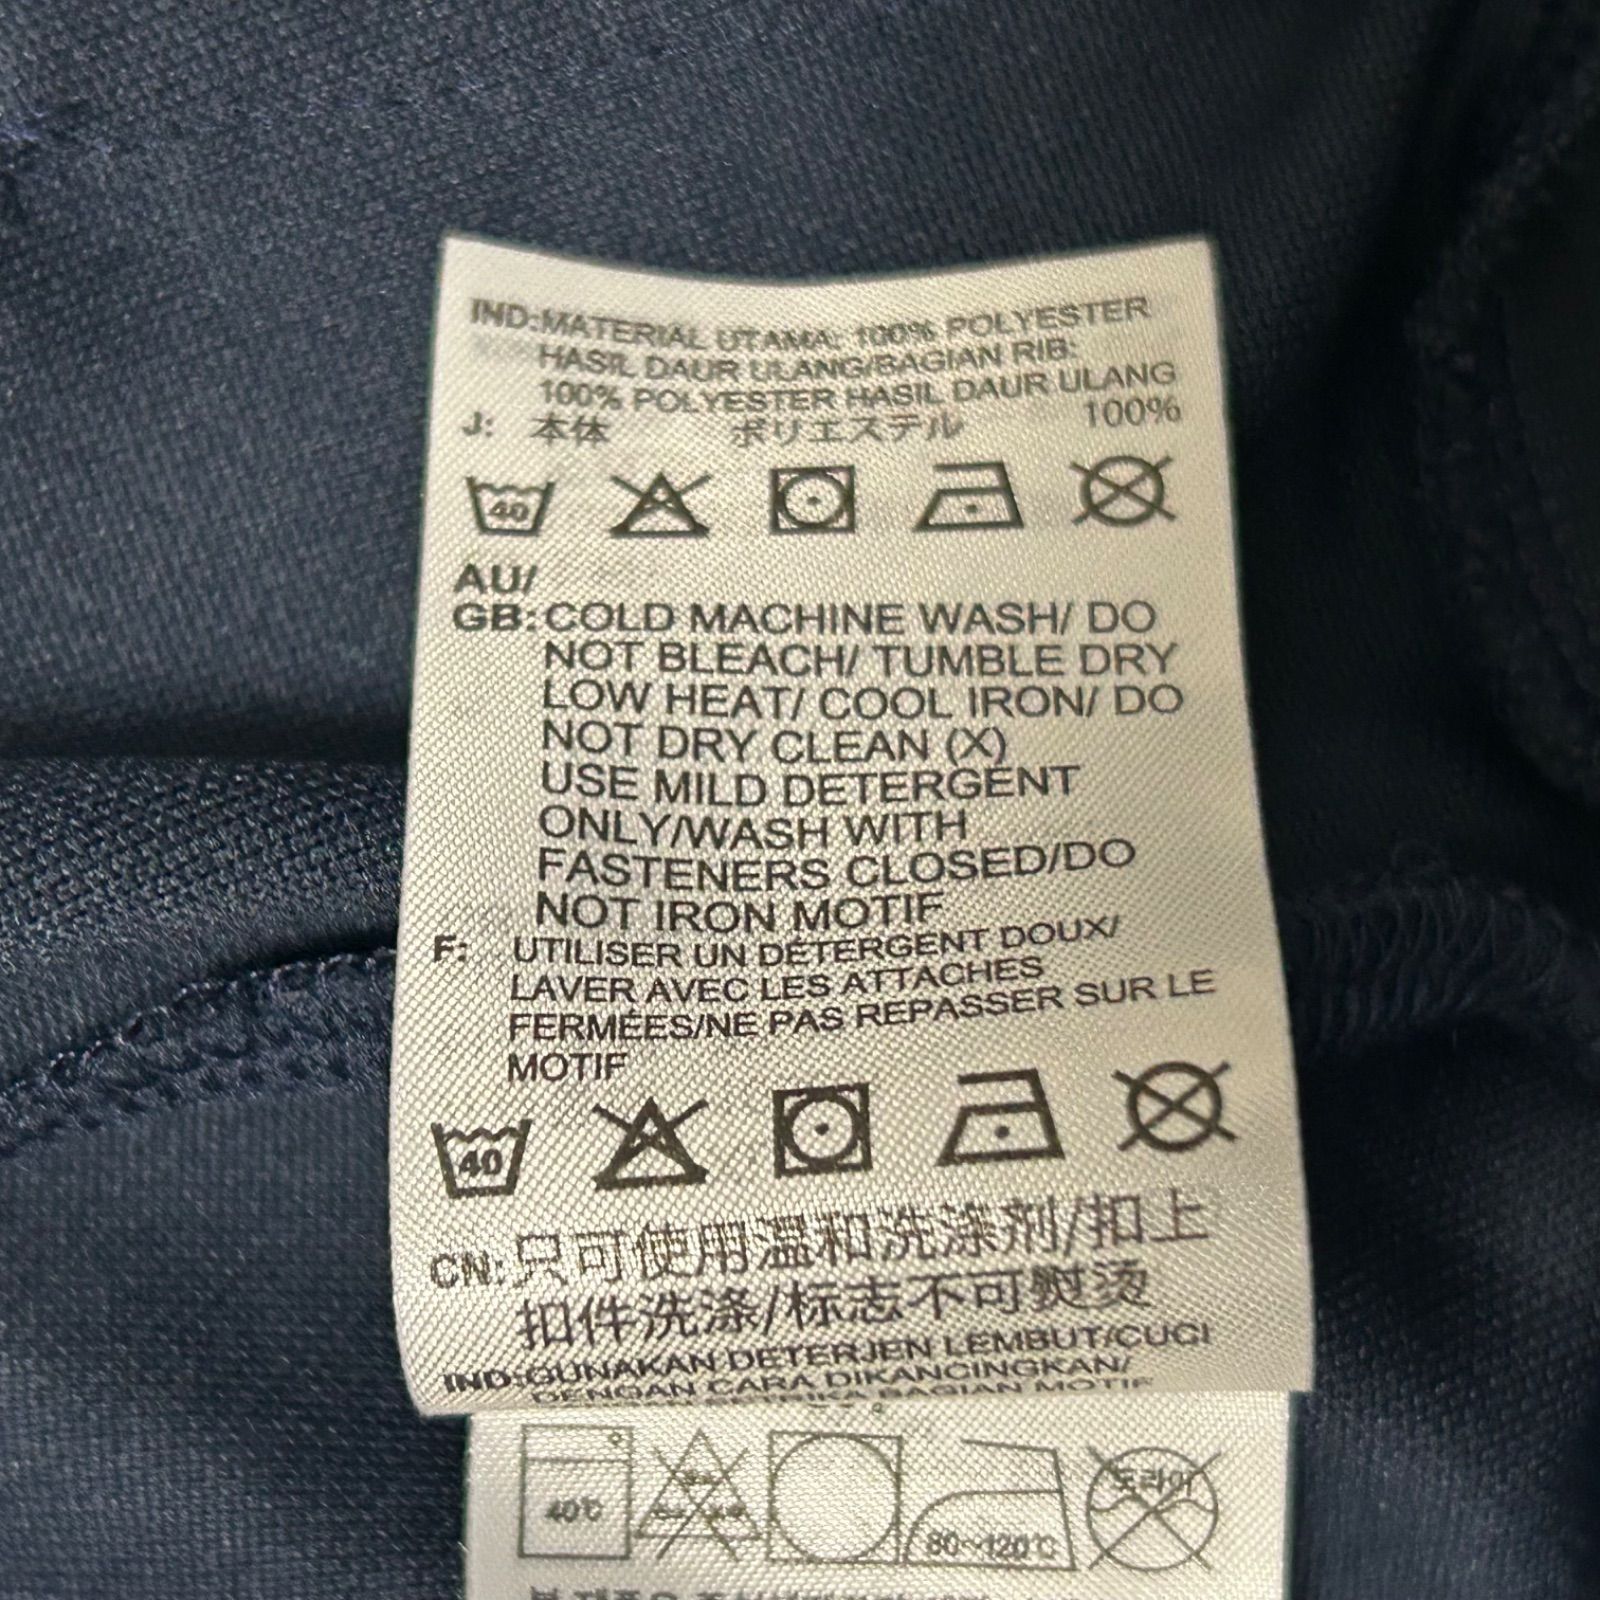 IND:MATERIAL UTAMA: 100% POLYESTER
HASIL DAUR ULANG/BAGIAN RIB:
100% POLYESTER HASIL DAUR ULANG
J: 本体 ポリエステル 100%
40
AU/
GB:COLD MACHINE WASH/ DO
NOT BLEACH/ TUMBLE DRY
LOW HEAT/ COOL IRON/ DO
NOT DRY CLEAN (X)
USE MILD DETERGENT
ONLY/WASH WITH
FASTENERS CLOSED/DO
NOT IRON MOTIF
F: UTILISER UN DÉTERGENT DOUX/
LAVER AVEC LES ATTACHES
FERMÉES/NE PAS REPASSER SUR LE
MOTIF
40
CN:只可使用温和洗涤剂/扣上
扣件洗涤/标志不可熨烫
IND:GUNAKAN DETERJEN LEMBUT/CUCI
DENGAN CARA DIKANCINGKAN/
BAGIAN MOTIF
40℃ 80~120℃ 드라이